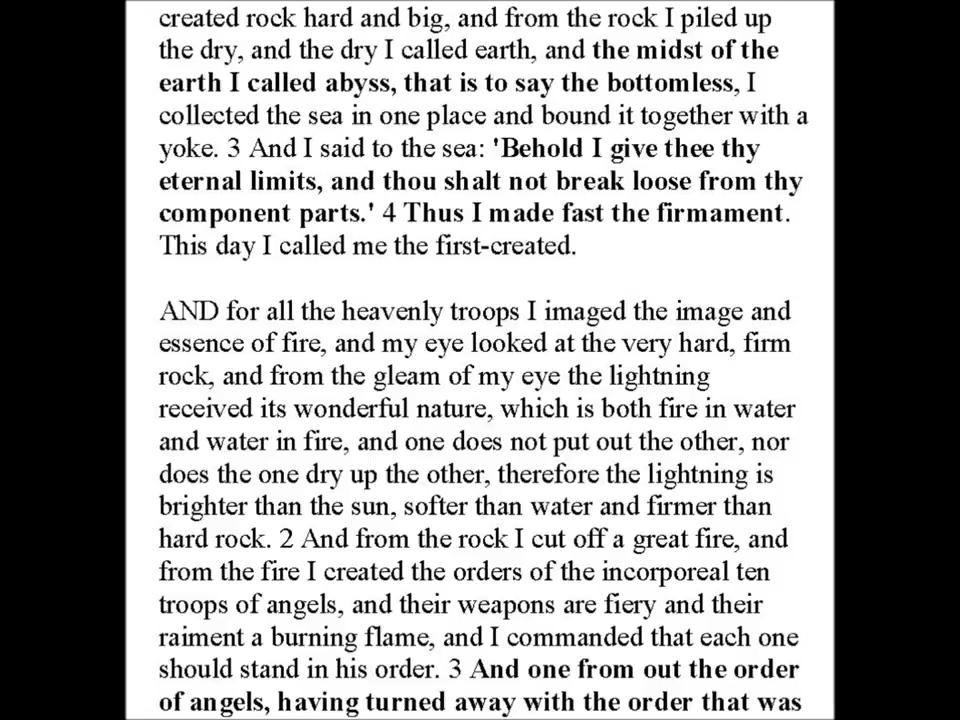 created rock hard and big, and from the rock I piled up
the dry, and the dry I called earth, and the midst of the
earth I called abyss, that is to say the bottomless, I
collected the sea in one place and bound it together with a
yoke. 3 And I said to the sea: 'Behold I give thee thy
eternal limits, and thou shalt not break loose from thy
component parts.' 4 Thus I made fast the firmament.
This day I called me the first-created.
AND for all the heavenly troops I imaged the image and
essence of fire, and my eye looked at the very hard, firm
rock, and from the gleam of my eye the lightning
received its wonderful nature, which is both fire in water
and water in fire, and one does not put out the other, nor
does the one dry up the other, therefore the lightning is
brighter than the sun, softer than water and firmer than
hard rock. 2 And from the rock I cut off a great fire, and
from the fire I created the orders of the incorporeal ten
troops of angels, and their weapons are fiery and their
raiment a burning flame, and I commanded that each one
should stand in his order. 3 And one from out the order
of angels, having turned away with the order that was